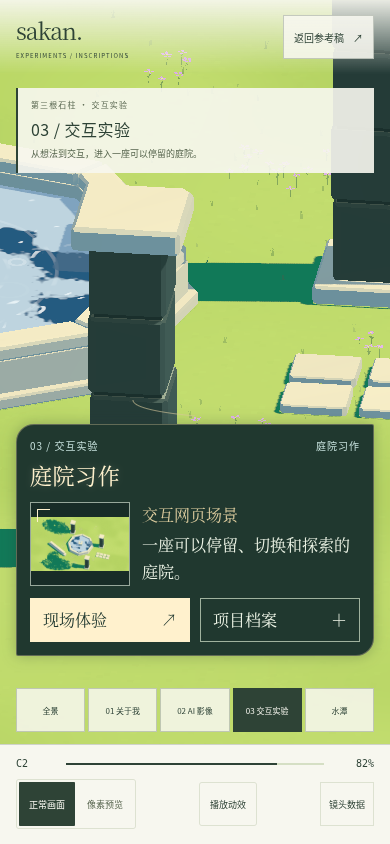 sakan.
EXPERIMENTS / INSCRIPTIONS
返回参考稿 ↗
第三根石柱 · 交互实验
03 / 交互实验
从想法到交互，进入一座可以停留的庭院。
03 / 交互实验 庭院习作
庭院习作
交互网页场景
一座可以停留、切换和探索的
庭院。
现场体验 ↗ 项目档案 +
全景 01 关于我 02 AI 影像 03 交互实验 水潭
C2 82%
正常画面 像素预览 播放动效 镜头数据